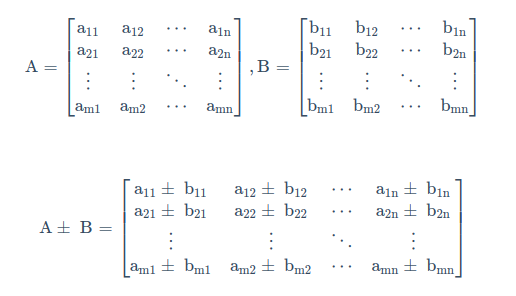 A = [ a₁₁ a₁₂ ⋯ a₁ₙ
a₂₁ a₂₂ ⋯ a₂ₙ
⋮ ⋮ ⋱ ⋮
aₘ₁ aₘ₂ ⋯ aₘₙ ] , B = [ b₁₁ b₁₂ ⋯ b₁ₙ
b₂₁ b₂₂ ⋯ b₂ₙ
⋮ ⋮ ⋱ ⋮
bₘ₁ bₘ₂ ⋯ bₘₙ ]
A ± B = [ a₁₁ ± b₁₁ a₁₂ ± b₁₂ ⋯ a₁ₙ ± b₁ₙ
a₂₁ ± b₂₁ a₂₂ ± b₂₂ ⋯ a₂ₙ ± b₂ₙ
⋮ ⋮ ⋱ ⋮
aₘ₁ ± bₘ₁ aₘ₂ ± bₘ₂ ⋯ aₘₙ ± bₘₙ ]